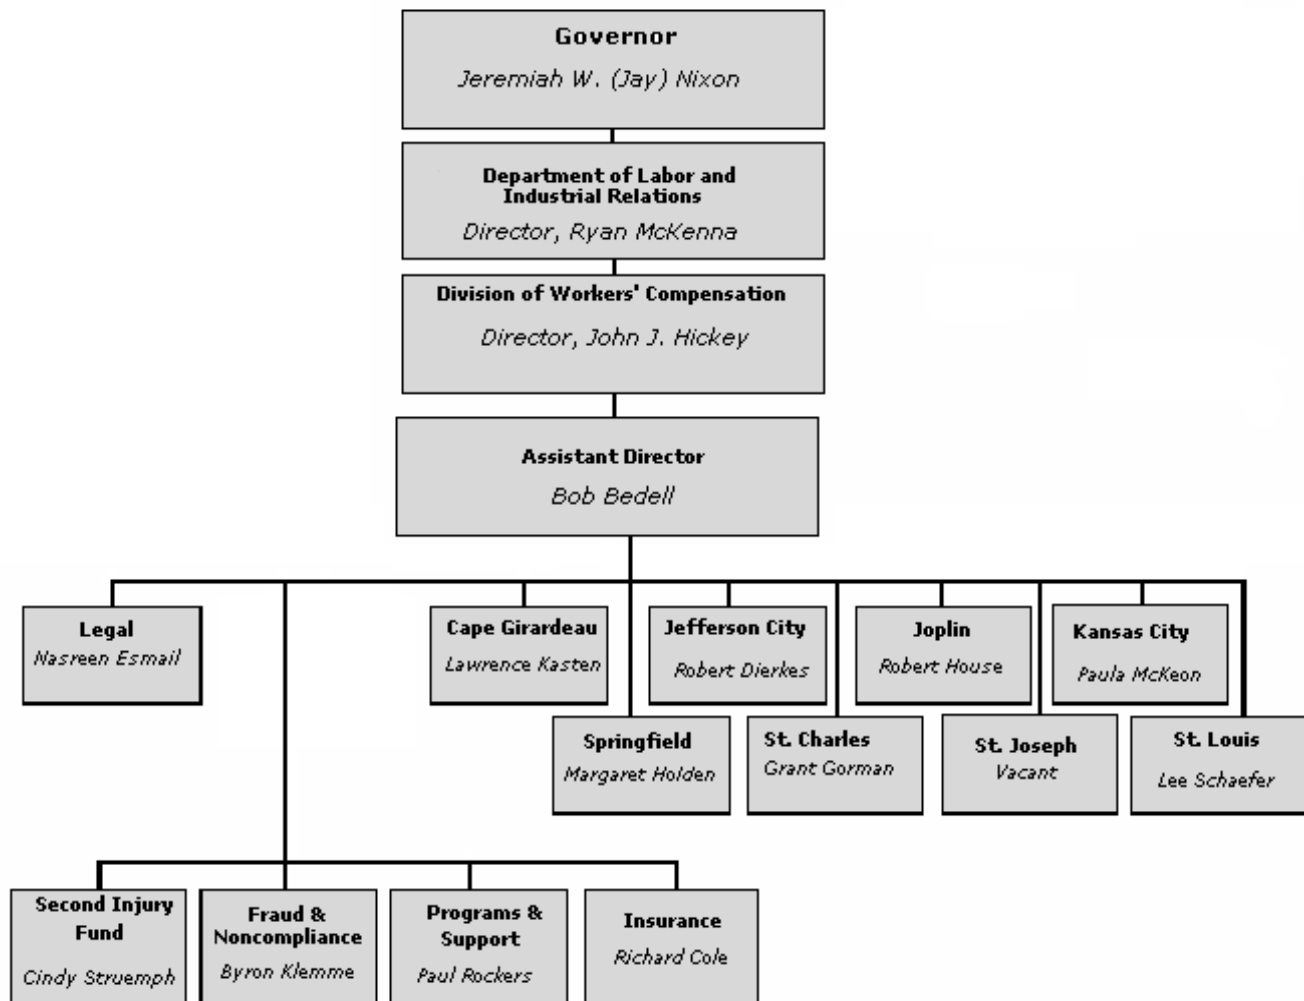 Governor
Jeremiah W. (Jay) Nixon
Department of Labor and
Industrial Relations
Director, Ryan McKenna
Division of Workers' Compensation
Director, John J. Hickey
Assistant Director
Bob Bedell
Legal
Nasreen Esmail
Cape Girardeau
Lawrence Kasten
Jefferson City
Robert Dierkes
Joplin
Robert House
Kansas City
Paula McKeon
Springfield
Margaret Holden
St. Charles
Grant Gorman
St. Joseph
Vacant
St. Louis
Lee Schaefer
Second Injury
Fund
Cindy Struemph
Fraud &
Noncompliance
Byron Klemme
Programs &
Support
Paul Rockers
Insurance
Richard Cole